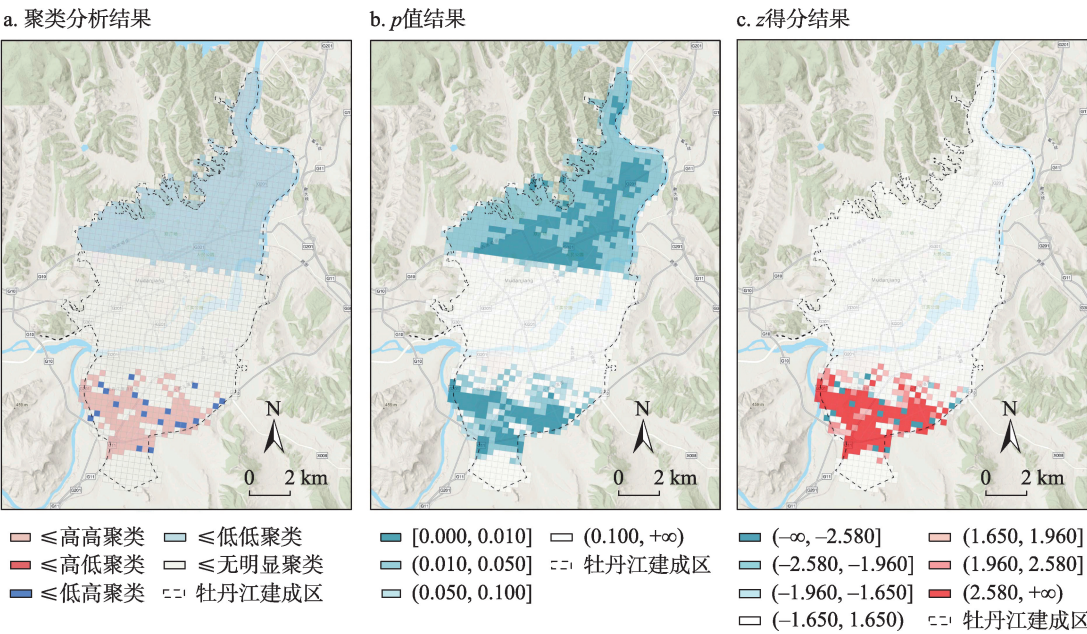 a. 聚类分析结果
b. p值结果
c. z得分结果
N
0 2 km
N
0 2 km
N
0 2 km
≤高高聚类
≤低低聚类
≤高低聚类
≤无明显聚类
≤低高聚类
牡丹江建成区
[0.000, 0.010]
(0.100, +∞)
(0.010, 0.050]
牡丹江建成区
(0.050, 0.100]
(–∞, –2.580]
(1.650, 1.960]
(–2.580, –1.960]
(1.960, 2.580]
(–1.960, –1.650]
(2.580, +∞)
(–1.650, 1.650)
牡丹江建成区